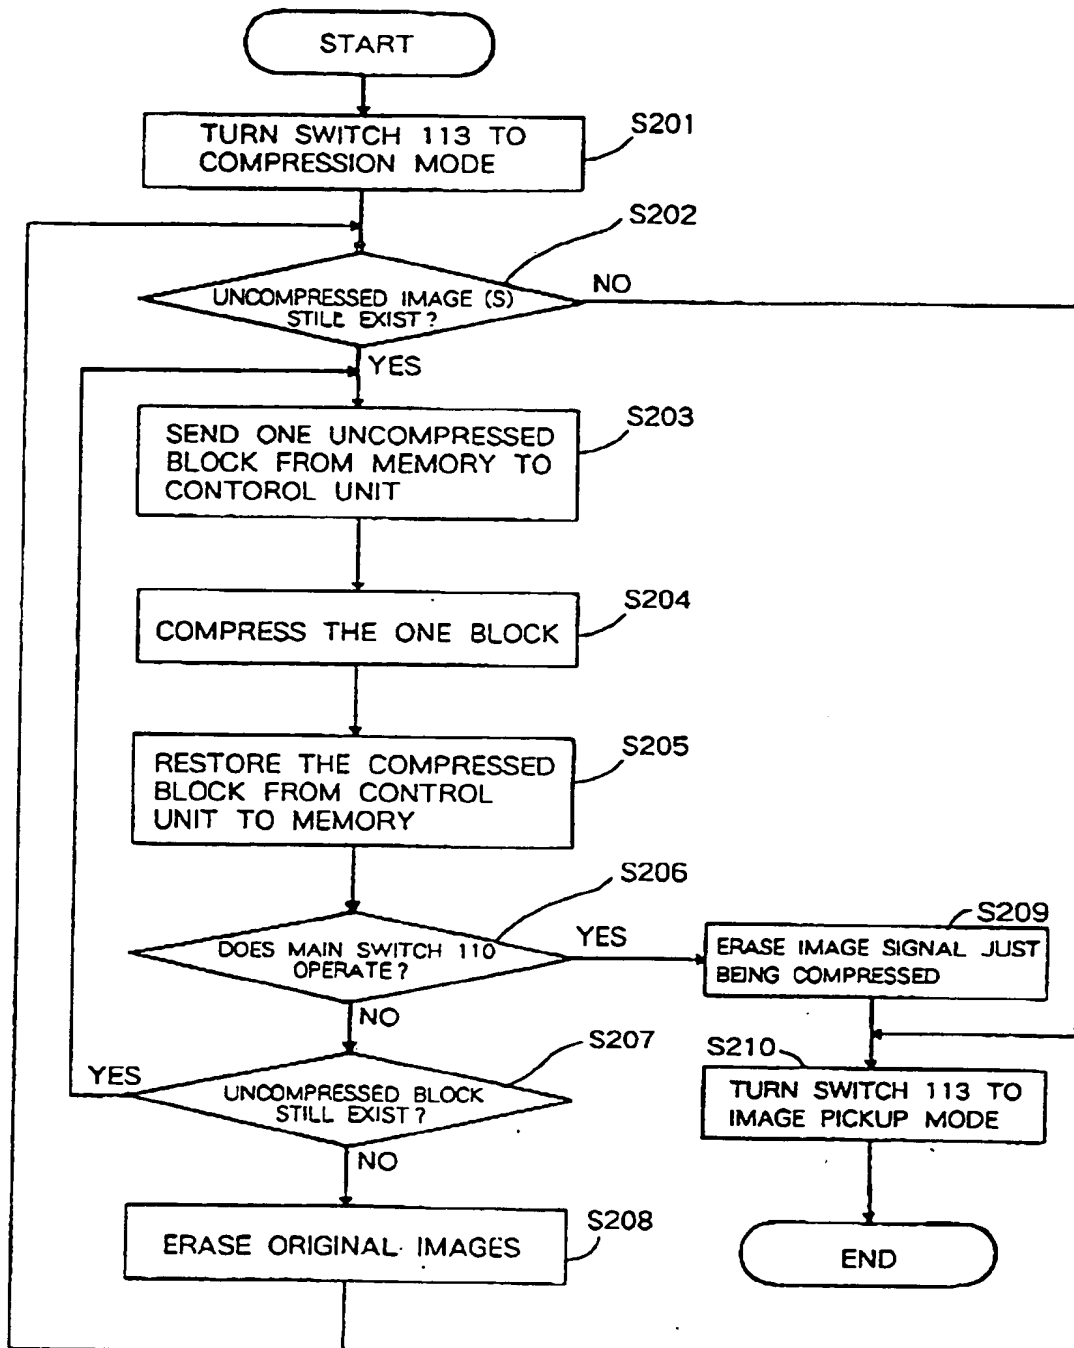 START
TURN SWITCH 113 TO
COMPRESSION MODE
S201
S202
UNCOMPRESSED IMAGE (S)
STILL EXIST?
NO
YES
S203
SEND ONE UNCOMPRESSED
BLOCK FROM MEMORY TO
CONTOROL UNIT
S204
COMPRESS THE ONE BLOCK
S205
RESTORE THE COMPRESSED
BLOCK FROM CONTROL
UNIT TO MEMORY
S206
DOES MAIN SWITCH 110
OPERATE?
YES
S209
ERASE IMAGE SIGNAL JUST
BEING COMPRESSED
NO
S207
YES
UNCOMPRESSED BLOCK
STILL EXIST?
S210
TURN SWITCH 113 TO
IMAGE PICKUP MODE
NO
S208
ERASE ORIGINAL IMAGES
END